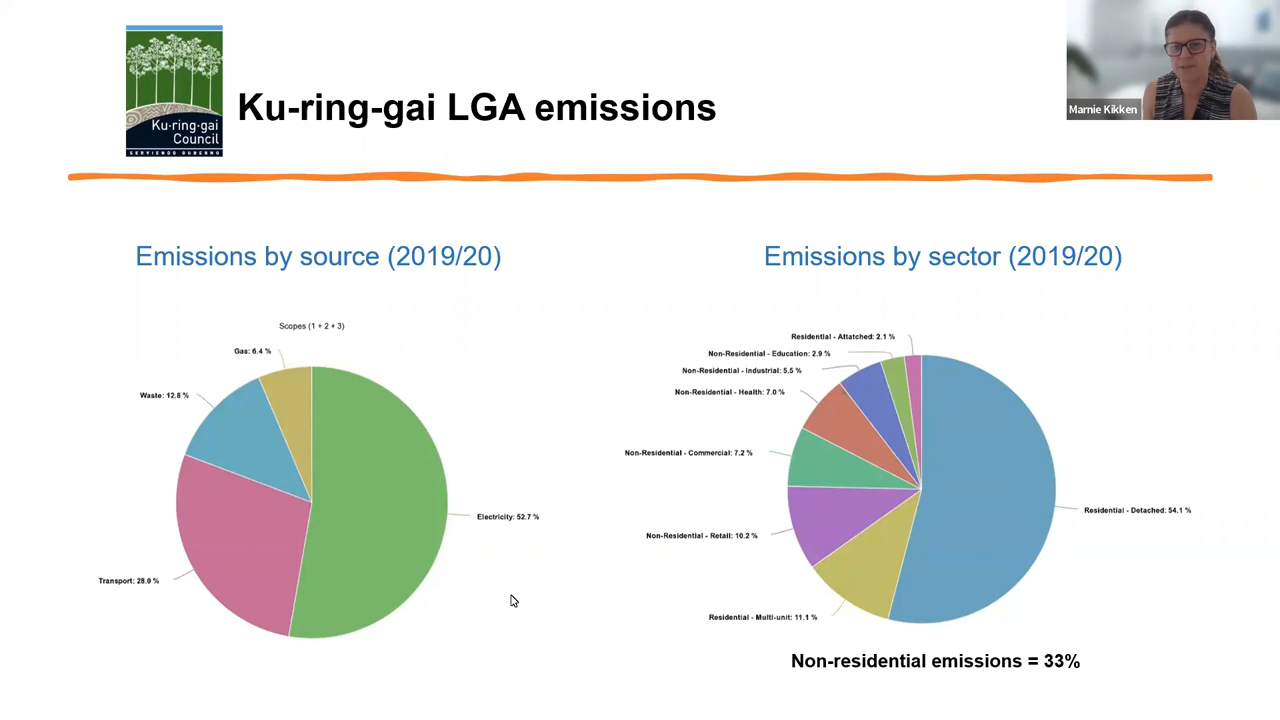 Ku-ring-gai
Council
SERVIENDO GUBERNO
Ku-ring-gai LGA emissions
Marnie Kikken
Emissions by source (2019/20)
Scopes (1 + 2 + 3)
Gas: 6.4 %
Waste: 12.8 %
Electricity: 52.7 %
Transport: 28.0 %
Emissions by sector (2019/20)
Residential - Attatched: 2.1 %
Non-Residential - Education: 2.9 %
Non-Residential - Industrial: 5.5 %
Non-Residential - Health: 7.0 %
Non-Residential - Commercial: 7.2 %
Residential - Detached: 54.1 %
Non-Residential - Retail: 10.2 %
Residential - Multi-unit: 11.1 %
Non-residential emissions = 33%